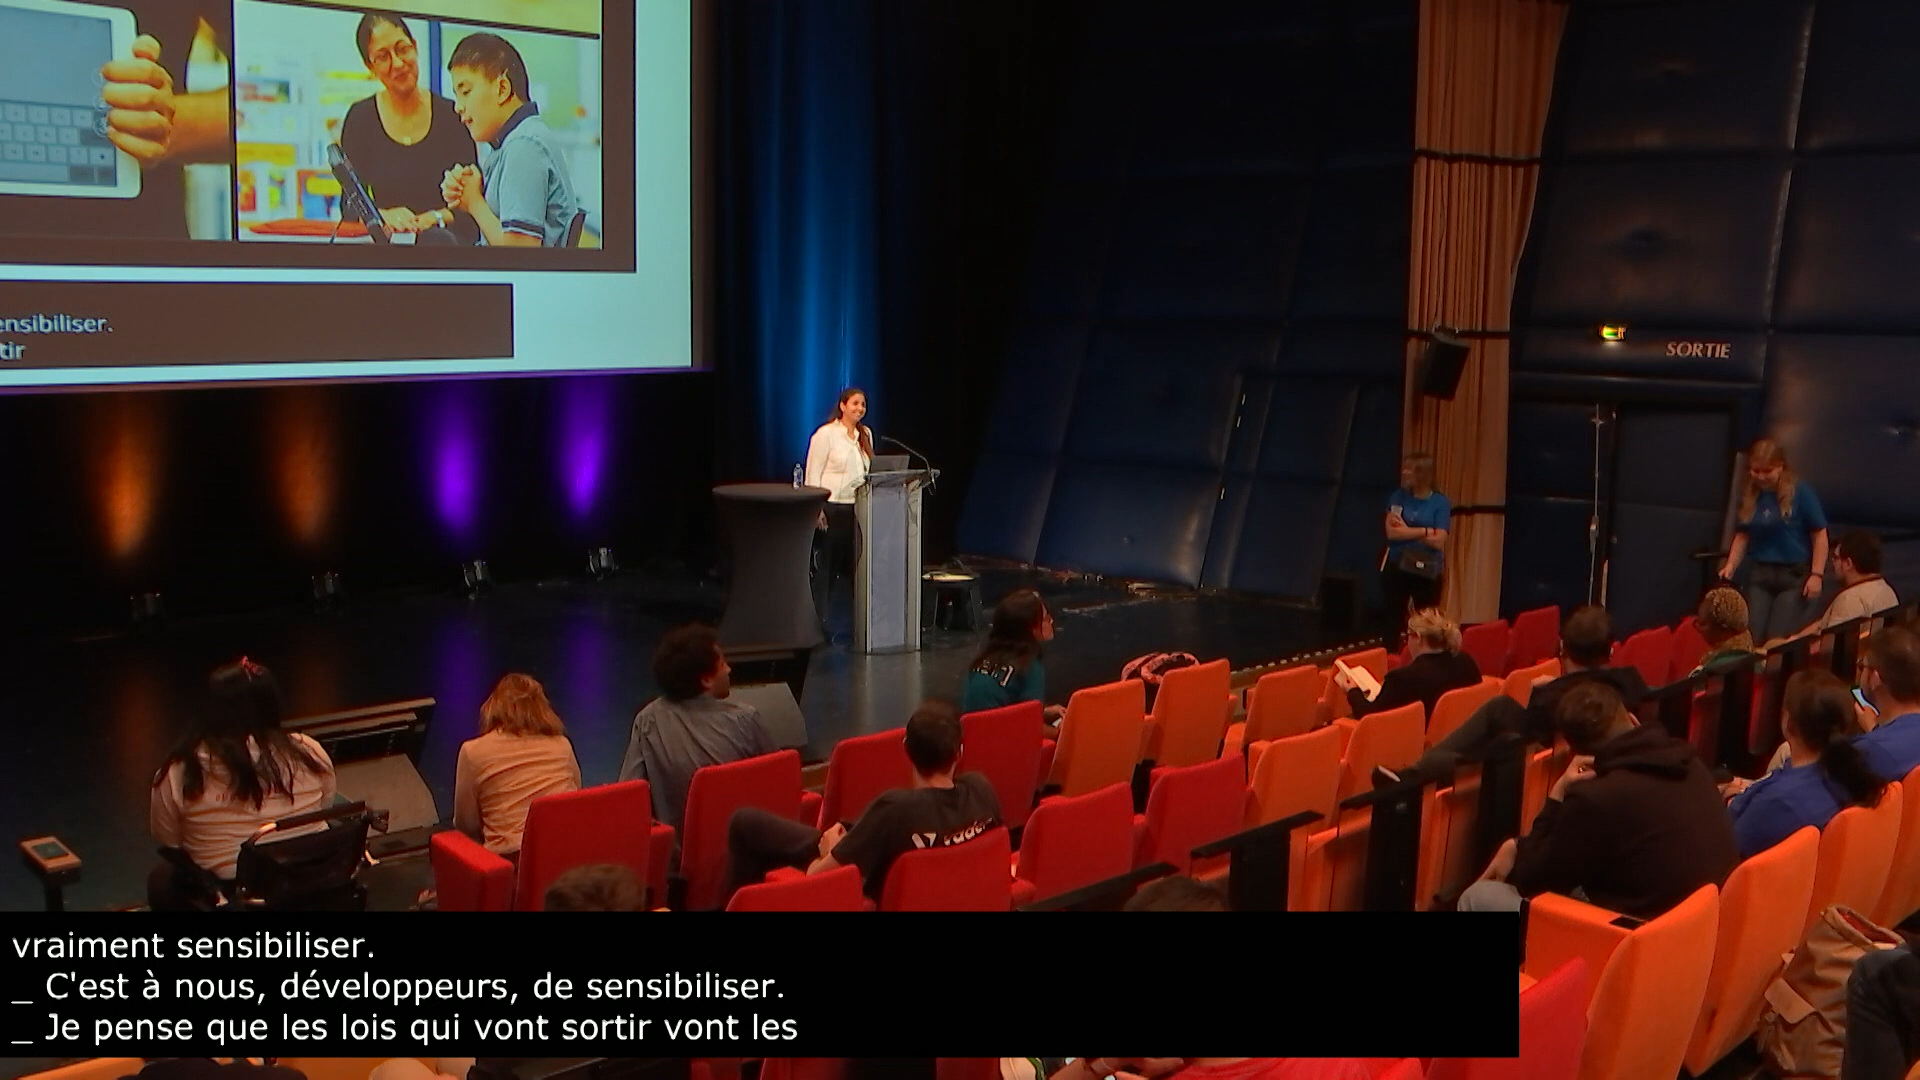 ensibiliser.
tir
SORTIE
vraiment sensibiliser.
_ C'est à nous, développeurs, de sensibiliser.
_ Je pense que les lois qui vont sortir vont les